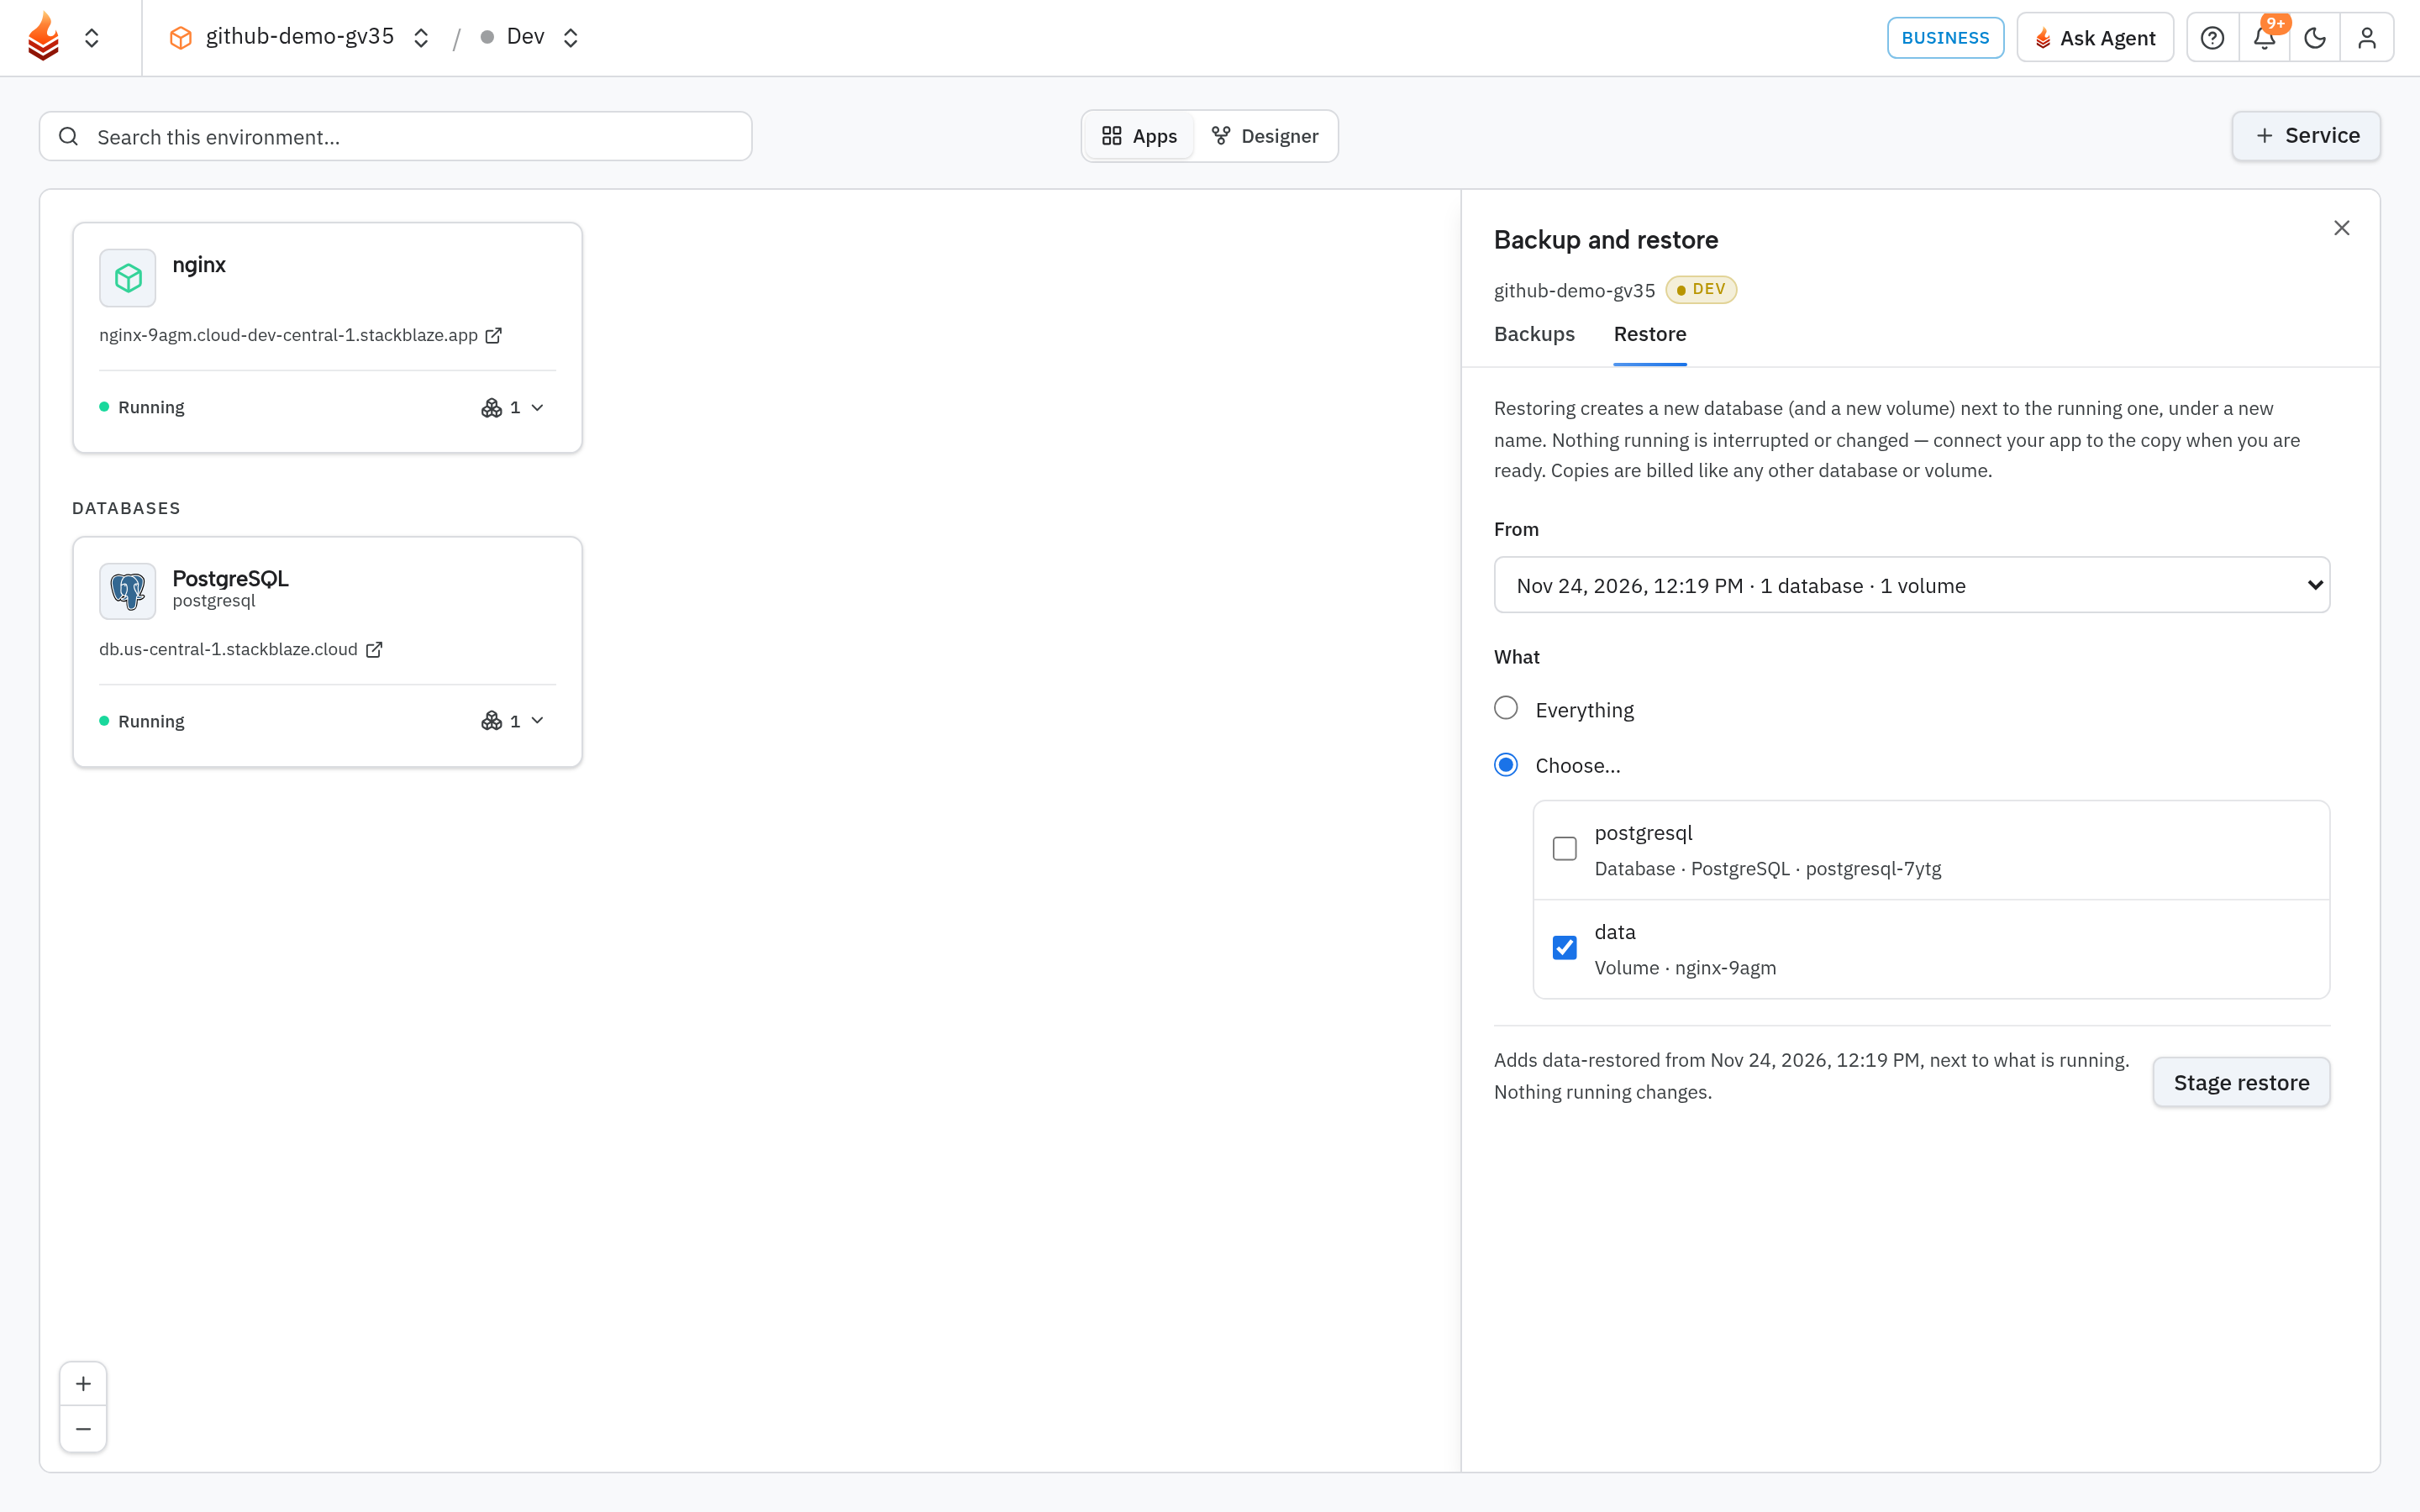 github-demo-gv35 / Dev
BUSINESS
Ask Agent
9+
Search this environment...
Apps
Designer
+ Service
nginx
nginx-9agm.cloud-dev-central-1.stackblaze.app
Running
1
DATABASES
PostgreSQL
postgresql
db.us-central-1.stackblaze.cloud
Running
1
Backup and restore
github-demo-gv35
DEV
Backups
Restore
Restoring creates a new database (and a new volume) next to the running one, under a new
name. Nothing running is interrupted or changed — connect your app to the copy when you are
ready. Copies are billed like any other database or volume.
From
Nov 24, 2026, 12:19 PM · 1 database · 1 volume
What
Everything
Choose...
postgresql
Database · PostgreSQL · postgresql-7ytg
data
Volume · nginx-9agm
Adds data-restored from Nov 24, 2026, 12:19 PM, next to what is running.
Nothing running changes.
Stage restore